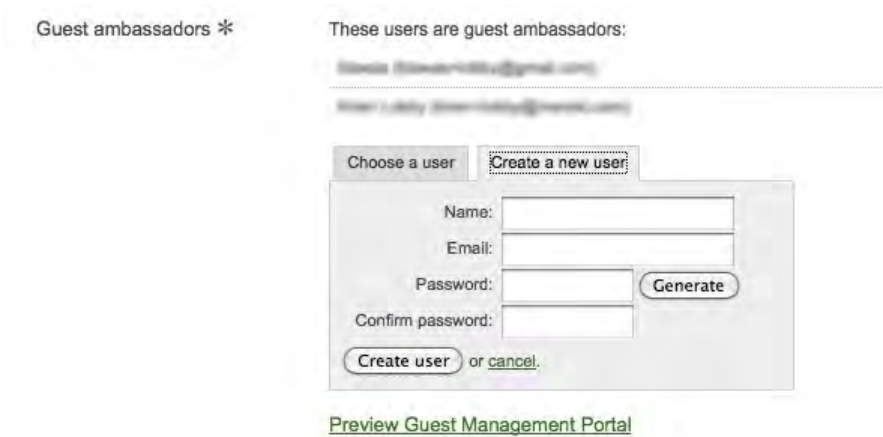 Guest ambassadors * These users are guest ambassadors:
Choose a user Create a new user
Name:
Email:
Password: Generate
Confirm password:
Create user or cancel.
Preview Guest Management Portal